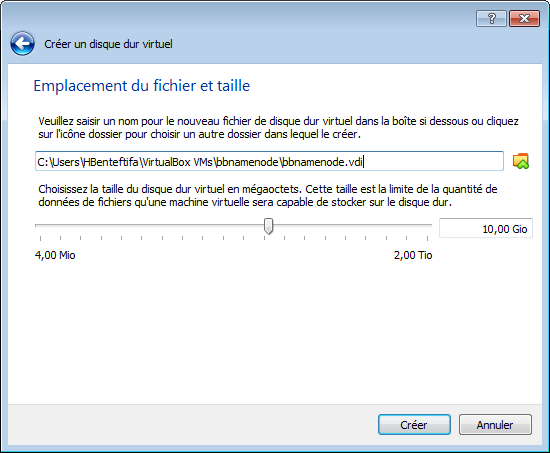 Créer un disque dur virtuel
Emplacement du fichier et taille
Veuillez saisir un nom pour le nouveau fichier de disque dur virtuel dans la boîte si dessous ou cliquez
sur l'icône dossier pour choisir un autre dossier dans lequel le créer.
C:\Users\HBenteftifa\VirtualBox VMs\bbnamenode\bbnamenode.vdi
Choisissez la taille du disque dur virtuel en mégaoctets. Cette taille est la limite de la quantité de
données de fichiers qu'une machine virtuelle sera capable de stocker sur le disque dur.
10,00 Gio
4,00 Mio 2,00 Tio
Créer Annuler